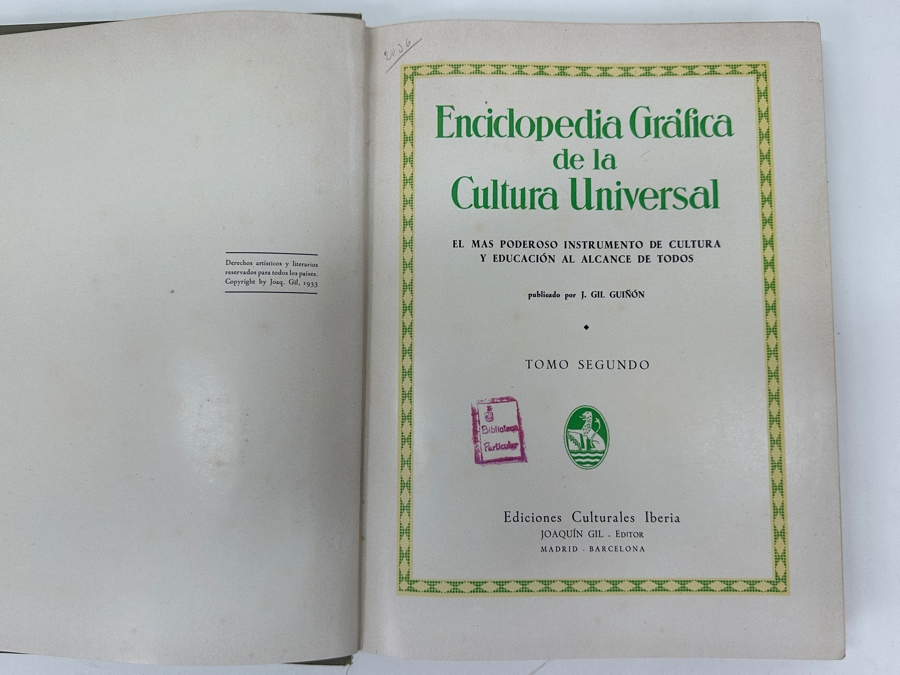 Derechos artísticos y literarios
reservados para todos los países.
Copyright by Joaq. Gil, 1933
2026
Enciclopedia Gráfica
de la
Cultura Universal
EL MAS PODEROSO INSTRUMENTO DE CULTURA
Y EDUCACIÓN AL ALCANCE DE TODOS
publicado por J. GIL GUIÑÓN
TOMO SEGUNDO
Biblioteca
Particular
Ediciones Culturales Iberia
JOAQUÍN GIL - EDITOR
MADRID - BARCELONA